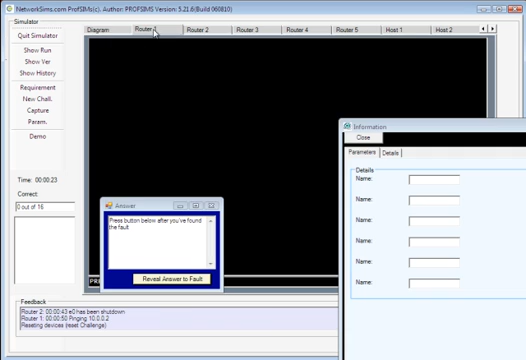 NetworkSims.com ProfSIMs(c). Author: PROFSIMS Version: 5.21.6(Build 060810)
Simulator
Quit Simulator
Show Run
Show Ver
Show History
Requirement
New Chall.
Capture
Param.
Demo
Time: 00:00:23
Correct:
0 out of 16
Diagram
Router 1
Router 2
Router 3
Router 4
Router 5
Host 1
Host 2
Answer
Press button below after you've found
the fault
Reveal Answer to Fault
Information
Close
Parameters
Details
Details
Name:
Name:
Name:
Name:
Name:
Name:
Feedback
Router 2: 00:00:43 e0 has been shutdown
Router 1: 00:00:50 Pinging 10.0.0.2
Reseting devices (reset Challenge)